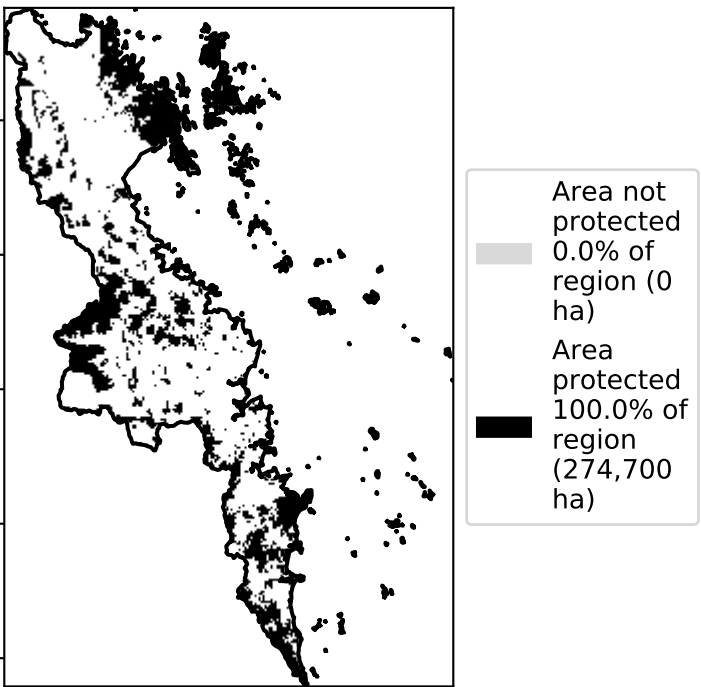 Area not
protected
0.0% of
region (0
ha)
Area
protected
100.0% of
region
(274,700
ha)